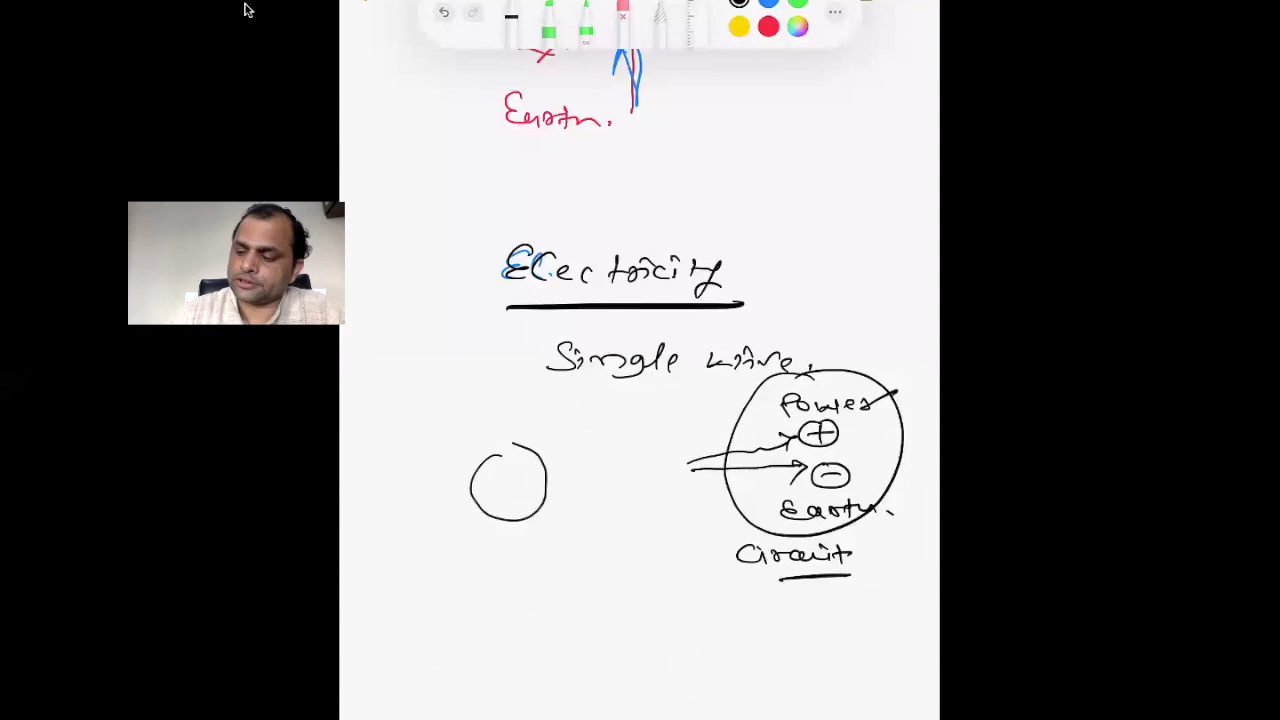 Earth.
Electricity
Single wire.
Power
+
-
Earth.
Circuit